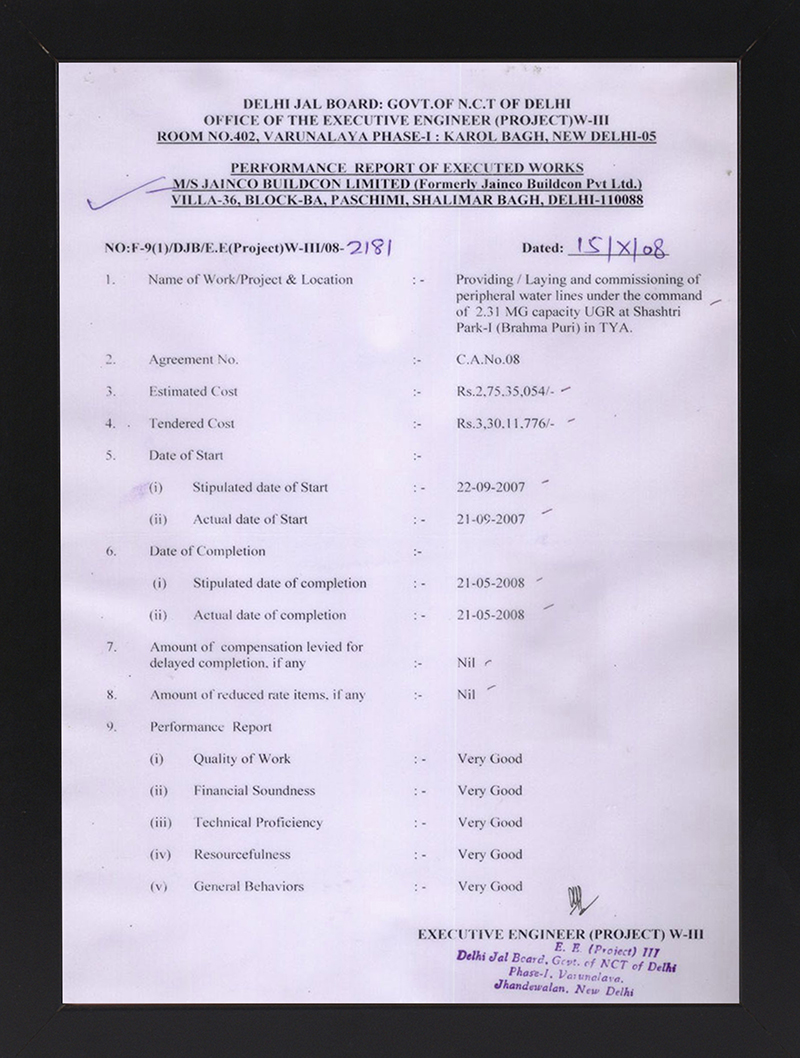 DELHI JAL BOARD: GOVT.OF N.C.T OF DELHI
OFFICE OF THE EXECUTIVE ENGINEER (PROJECT)W-III
ROOM NO.402, VARUNALAYA PHASE-I : KAROL BAGH, NEW DELHI-05
PERFORMANCE REPORT OF EXECUTED WORKS
M/S JAINCO BUILDCON LIMITED (Formerly Jainco Buildcon Pvt Ltd.)
VILLA-36, BLOCK-BA, PASCHIMI, SHALIMAR BAGH, DELHI-110088
NO:F-9(1)/DJB/E.E(Project)W-III/08-2181 Dated: 15/X/08
1. Name of Work/Project & Location :- Providing / Laying and commissioning of
peripheral water lines under the command
of 2.31 MG capacity UGR at Shashtri
Park-I (Brahma Puri) in TYA.
2. Agreement No. :- C.A.No.08
3. Estimated Cost :- Rs.2,75,35,054/-
4. Tendered Cost :- Rs.3,30,11,776/-
5. Date of Start :-
(i) Stipulated date of Start :- 22-09-2007
(ii) Actual date of Start :- 21-09-2007
6. Date of Completion :-
(i) Stipulated date of completion :- 21-05-2008
(ii) Actual date of completion :- 21-05-2008
7. Amount of compensation levied for
delayed completion, if any :- Nil
8. Amount of reduced rate items, if any :- Nil
9. Performance Report
(i) Quality of Work :- Very Good
(ii) Financial Soundness :- Very Good
(iii) Technical Proficiency :- Very Good
(iv) Resourcefulness :- Very Good
(v) General Behaviors :- Very Good
EXECUTIVE ENGINEER (PROJECT) W-III
E. E. (Project) III
Delhi Jal Board, Govt. of NCT of Delhi
Phase-I, Varunalaya,
Jhandewalan, New Delhi